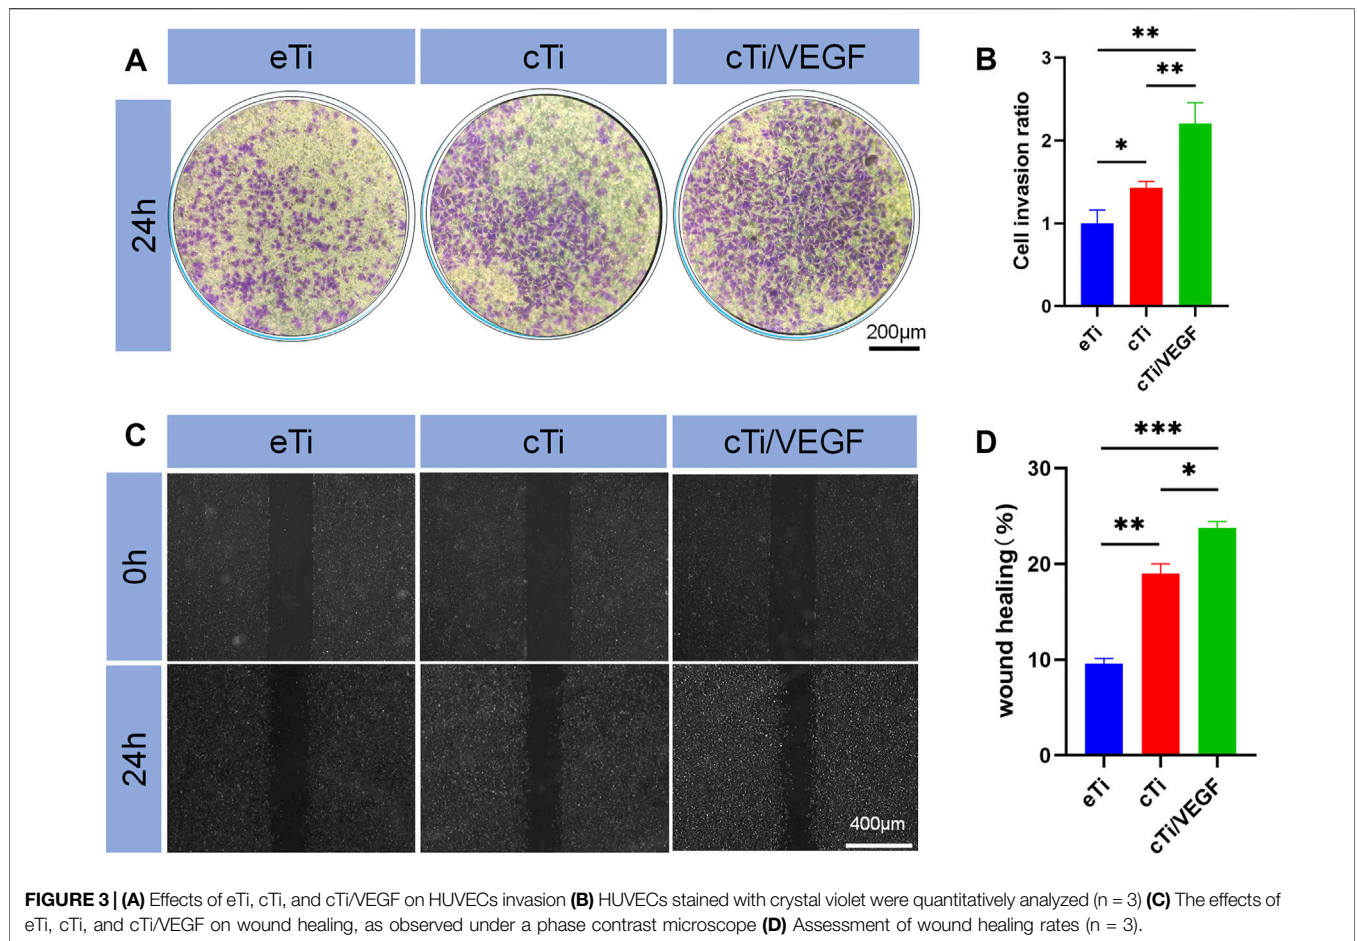 A
eTi
cTi
cTi/VEGF
24h
200μm
B
**
**
*
Cell invasion ratio
3
2
1
0
eTi
cTi
cTi/VEGF
C
eTi
cTi
cTi/VEGF
0h
24h
400μm
D
***
*
**
wound healing(%)
30
20
10
0
eTi
cTi
cTi/VEGF
FIGURE 3 | (A) Effects of eTi, cTi, and cTi/VEGF on HUVECs invasion (B) HUVECs stained with crystal violet were quantitatively analyzed (n = 3) (C) The effects of
eTi, cTi, and cTi/VEGF on wound healing, as observed under a phase contrast microscope (D) Assessment of wound healing rates (n = 3).